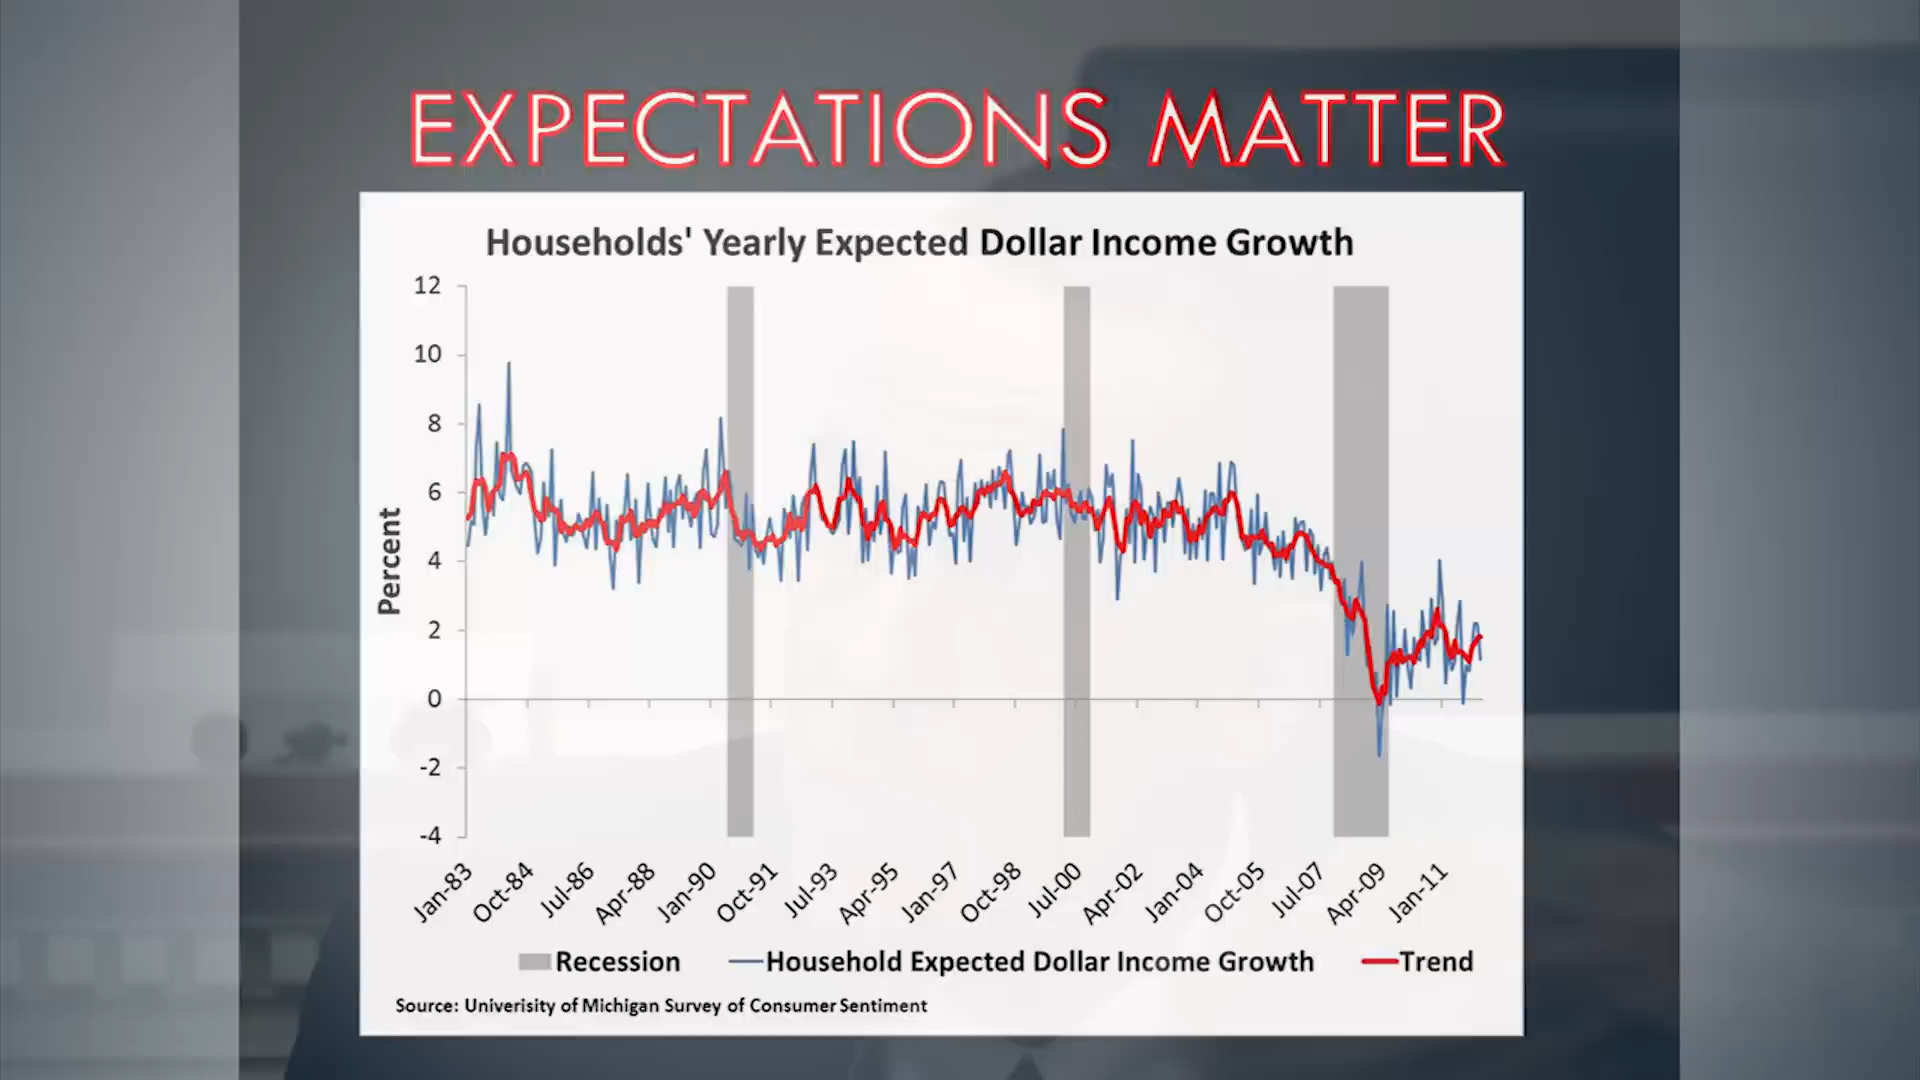 EXPECTATIONS MATTER
Households' Yearly Expected Dollar Income Growth
12
10
8
6
4
2
0
-2
-4
Percent
Jan-83
Oct-84
Jul-86
Apr-88
Jan-90
Oct-91
Jul-93
Apr-95
Jan-97
Oct-98
Jul-00
Apr-02
Jan-04
Oct-05
Jul-07
Apr-09
Jan-11
Recession Household Expected Dollar Income Growth Trend
Source: Univerisity of Michigan Survey of Consumer Sentiment